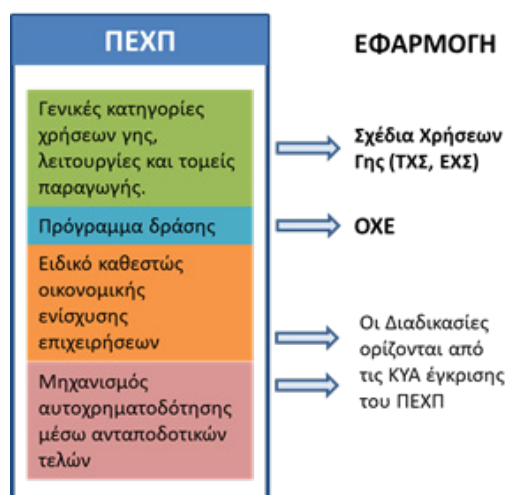 ΠΕΧΠ
ΕΦΑΡΜΟΓΗ
Γενικές κατηγορίες
χρήσεων γης,
λειτουργίες και τομείς
παραγωγής.
Σχέδια Χρήσεων
Γης (ΤΧΣ, ΕΧΣ)
Πρόγραμμα δράσης
ΟΧΕ
Ειδικό καθεστώς
οικονομικής
ενίσχυσης
επιχειρήσεων
Μηχανισμός
αυτοχρηματοδότησης
μέσω ανταποδοτικών
τελών
Οι Διαδικασίες
ορίζονται από
τις ΚΥΑ έγκρισης
του ΠΕΧΠ